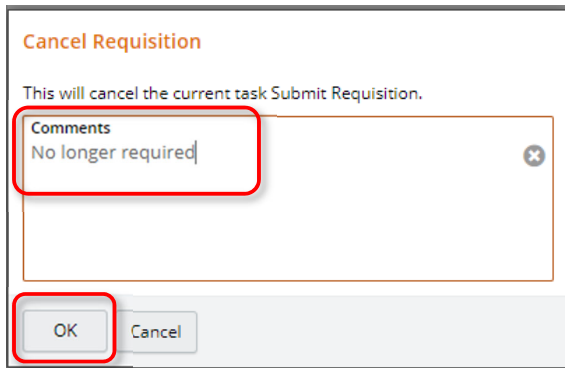 Cancel Requisition
This will cancel the current task Submit Requisition.
Comments
No longer required
OK
Cancel